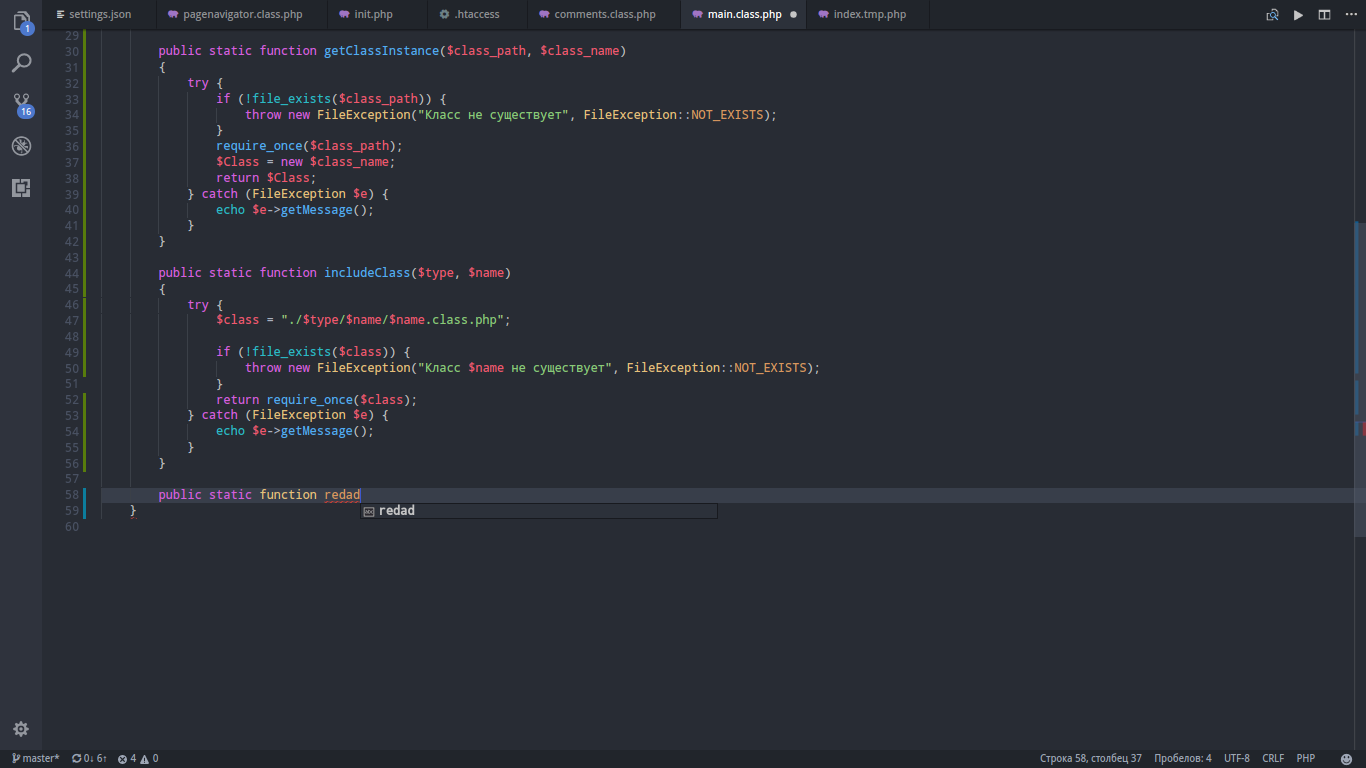 settings.json pagenavigator.class.php init.php .htaccess comments.class.php main.class.php index.tmp.php
1
16
29
30 public static function getClassInstance($class_path, $class_name)
31 {
32 try {
33 if (!file_exists($class_path)) {
34 throw new FileException("Класс не существует", FileException::NOT_EXISTS);
35 }
36 require_once($class_path);
37 $Class = new $class_name;
38 return $Class;
39 } catch (FileException $e) {
40 echo $e->getMessage();
41 }
42 }
43
44 public static function includeClass($type, $name)
45 {
46 try {
47 $class = "./$type/$name/$name.class.php";
48
49 if (!file_exists($class)) {
50 throw new FileException("Класс $name не существует", FileException::NOT_EXISTS);
51 }
52 return require_once($class);
53 } catch (FileException $e) {
54 echo $e->getMessage();
55 }
56 }
57
58 public static function redad
59 }
abc redad
60
master* 0↓ 6↑ 4 0 Строка 58, столбец 37 Пробелов: 4 UTF-8 CRLF PHP